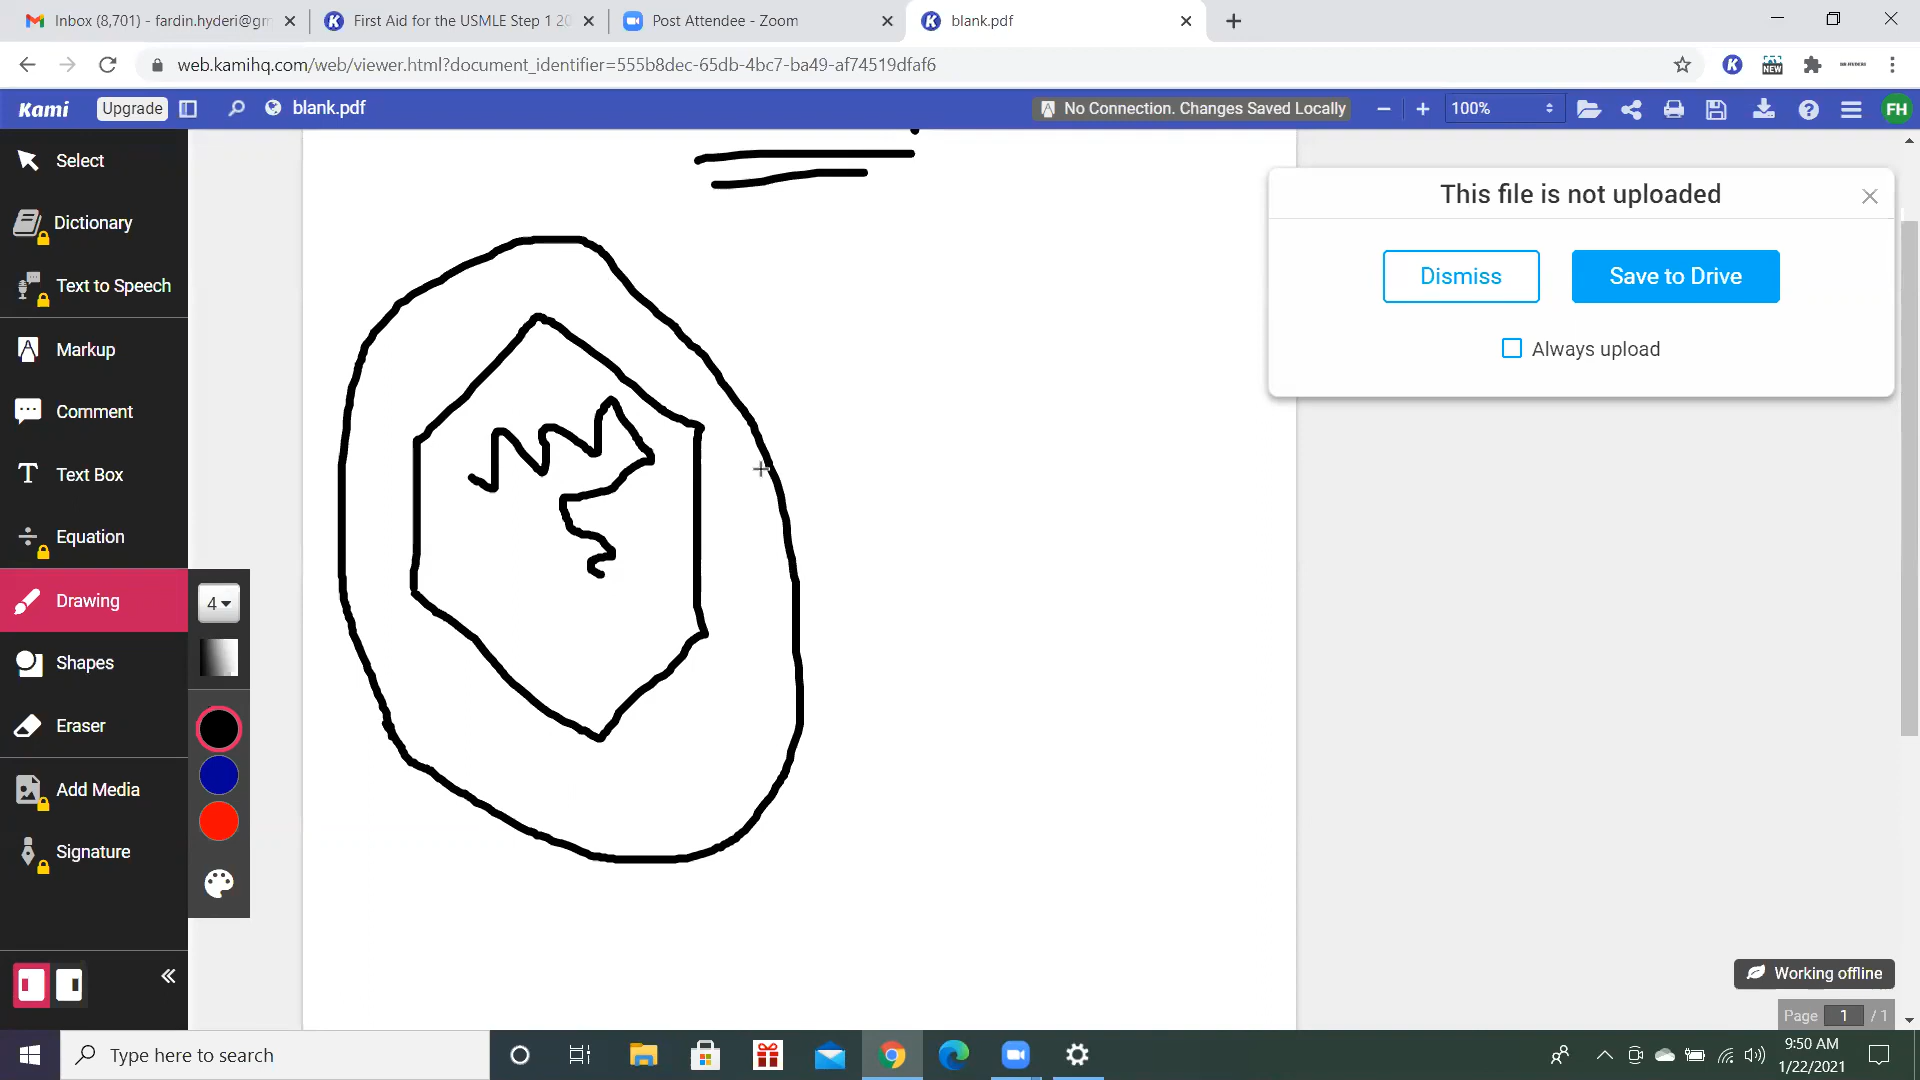 Inbox (8,701) - fardin.hyderi@gm
First Aid for the USMLE Step 1 20
Post Attendee - Zoom
blank.pdf
web.kamihq.com/web/viewer.html?document_identifier=555b8dec-65db-4bc7-ba49-af74519dfaf6
NEW
Kami
Upgrade
blank.pdf
No Connection. Changes Saved Locally
100%
FH
Select
Dictionary
Text to Speech
Markup
Comment
Text Box
Equation
Drawing
Shapes
Eraser
Add Media
Signature
4
This file is not uploaded
Dismiss
Save to Drive
Always upload
Working offline
Page 1 / 1
Type here to search
9:50 AM
1/22/2021